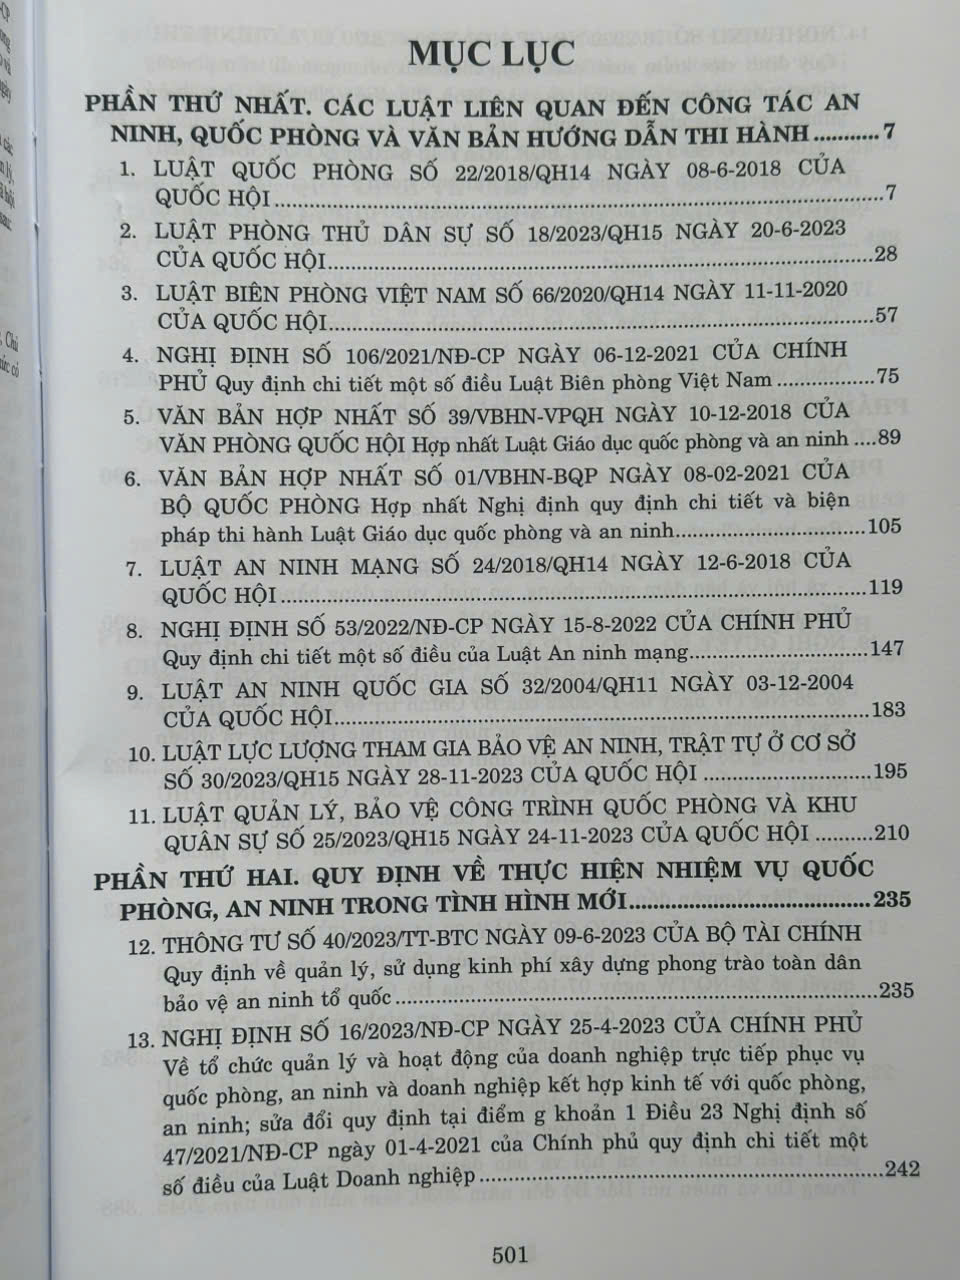 MỤC LỤC
PHẦN THỨ NHẤT. CÁC LUẬT LIÊN QUAN ĐẾN CÔNG TÁC AN
NINH, QUỐC PHÒNG VÀ VĂN BẢN HƯỚNG DẪN THI HÀNH..........7
1. LUẬT QUỐC PHÒNG SỐ 22/2018/QH14 NGÀY 08-6-2018 CỦA
QUỐC HỘI..........7
2. LUẬT PHÒNG THỦ DÂN SỰ SỐ 18/2023/QH15 NGÀY 20-6-2023
CỦA QUỐC HỘI..........28
3. LUẬT BIÊN PHÒNG VIỆT NAM SỐ 66/2020/QH14 NGÀY 11-11-2020
CỦA QUỐC HỘI..........57
4. NGHỊ ĐỊNH SỐ 106/2021/NĐ-CP NGÀY 06-12-2021 CỦA CHÍNH
PHỦ Quy định chi tiết một số điều Luật Biên phòng Việt Nam..........75
5. VĂN BẢN HỢP NHẤT SỐ 39/VBHN-VPQH NGÀY 10-12-2018 CỦA
VĂN PHÒNG QUỐC HỘI Hợp nhất Luật Giáo dục quốc phòng và an ninh....89
6. VĂN BẢN HỢP NHẤT SỐ 01/VBHN-BQP NGÀY 08-02-2021 CỦA
BỘ QUỐC PHÒNG Hợp nhất Nghị định quy định chi tiết và biện
pháp thi hành Luật Giáo dục quốc phòng và an ninh..........105
7. LUẬT AN NINH MẠNG SỐ 24/2018/QH14 NGÀY 12-6-2018 CỦA
QUỐC HỘI..........119
8. NGHỊ ĐỊNH SỐ 53/2022/NĐ-CP NGÀY 15-8-2022 CỦA CHÍNH PHỦ
Quy định chi tiết một số điều của Luật An ninh mạng..........147
9. LUẬT AN NINH QUỐC GIA SỐ 32/2004/QH11 NGÀY 03-12-2004
CỦA QUỐC HỘI..........183
10. LUẬT LỰC LƯỢNG THAM GIA BẢO VỆ AN NINH, TRẬT TỰ Ở CƠ SỞ
SỐ 30/2023/QH15 NGÀY 28-11-2023 CỦA QUỐC HỘI..........195
11. LUẬT QUẢN LÝ, BẢO VỆ CÔNG TRÌNH QUỐC PHÒNG VÀ KHU
QUÂN SỰ SỐ 25/2023/QH15 NGÀY 24-11-2023 CỦA QUỐC HỘI.........210
PHẦN THỨ HAI. QUY ĐỊNH VỀ THỰC HIỆN NHIỆM VỤ QUỐC
PHÒNG, AN NINH TRONG TÌNH HÌNH MỚI..........235
12. THÔNG TƯ SỐ 40/2023/TT-BTC NGÀY 09-6-2023 CỦA BỘ TÀI CHÍNH
Quy định về quản lý, sử dụng kinh phí xây dựng phong trào toàn dân
bảo vệ an ninh tổ quốc..........235
13. NGHỊ ĐỊNH SỐ 16/2023/NĐ-CP NGÀY 25-4-2023 CỦA CHÍNH PHỦ
Về tổ chức quản lý và hoạt động của doanh nghiệp trực tiếp phục vụ
quốc phòng, an ninh và doanh nghiệp kết hợp kinh tế với quốc phòng,
an ninh; sửa đổi quy định tại điểm g khoản 1 Điều 23 Nghị định số
47/2021/NĐ-CP ngày 01-4-2021 của Chính phủ quy định chi tiết một
số điều của Luật Doanh nghiệp..........242
501